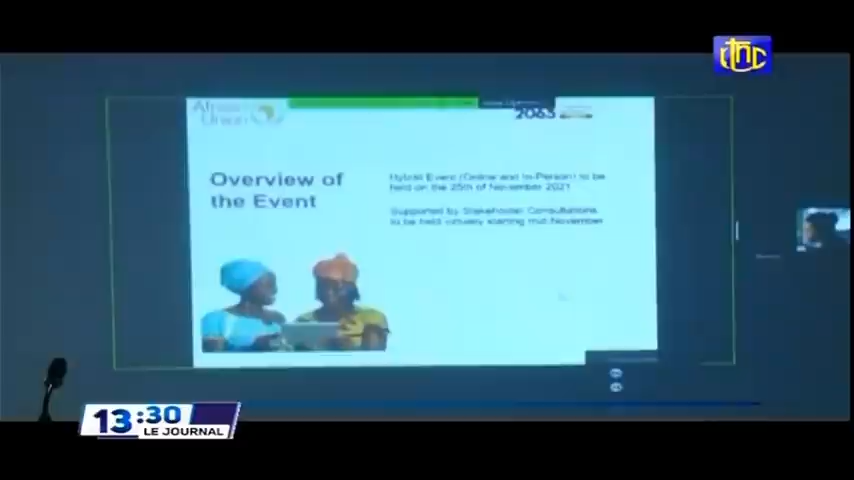 rtnc
African
Union
2063
Overview of
the Event
Hybrid Event (Online and In-Person) to be
held on the 25th of November 2021
Supported by Stakeholder Consultations
to be held virtually starting mid November
13:30
LE JOURNAL